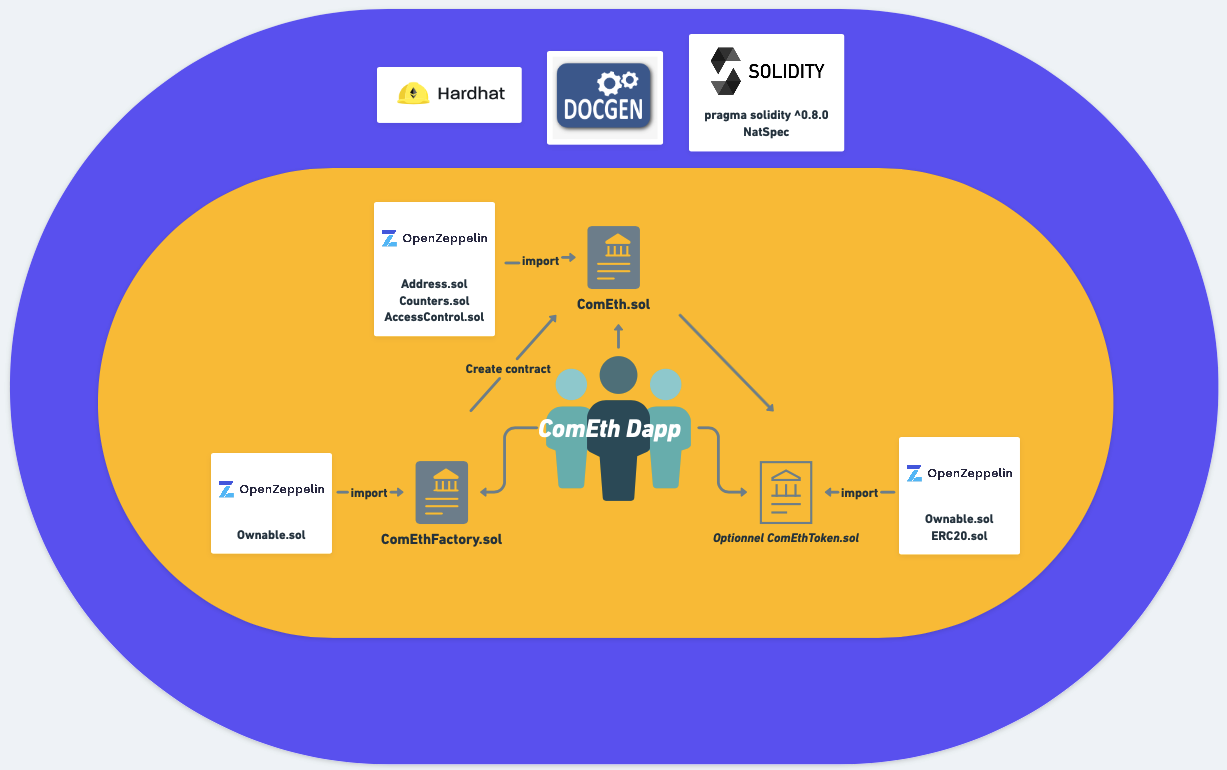 Hardhat
DOCGEN
SOLIDITY
pragma solidity ^0.8.0
NatSpec
OpenZeppelin
Address.sol
Counters.sol
AccessControl.sol
import
ComEth.sol
Create contract
ComEth Dapp
OpenZeppelin
Ownable.sol
import
ComEthFactory.sol
Optionnel ComEthToken.sol
import
OpenZeppelin
Ownable.sol
ERC20.sol